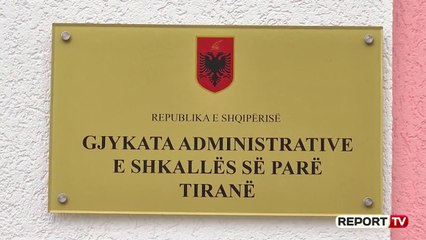 REPUBLIKA E SHQIPËRISË
GJYKATA ADMINISTRATIVE
E SHKALLËS SË PARË
TIRANË
REPORT TV